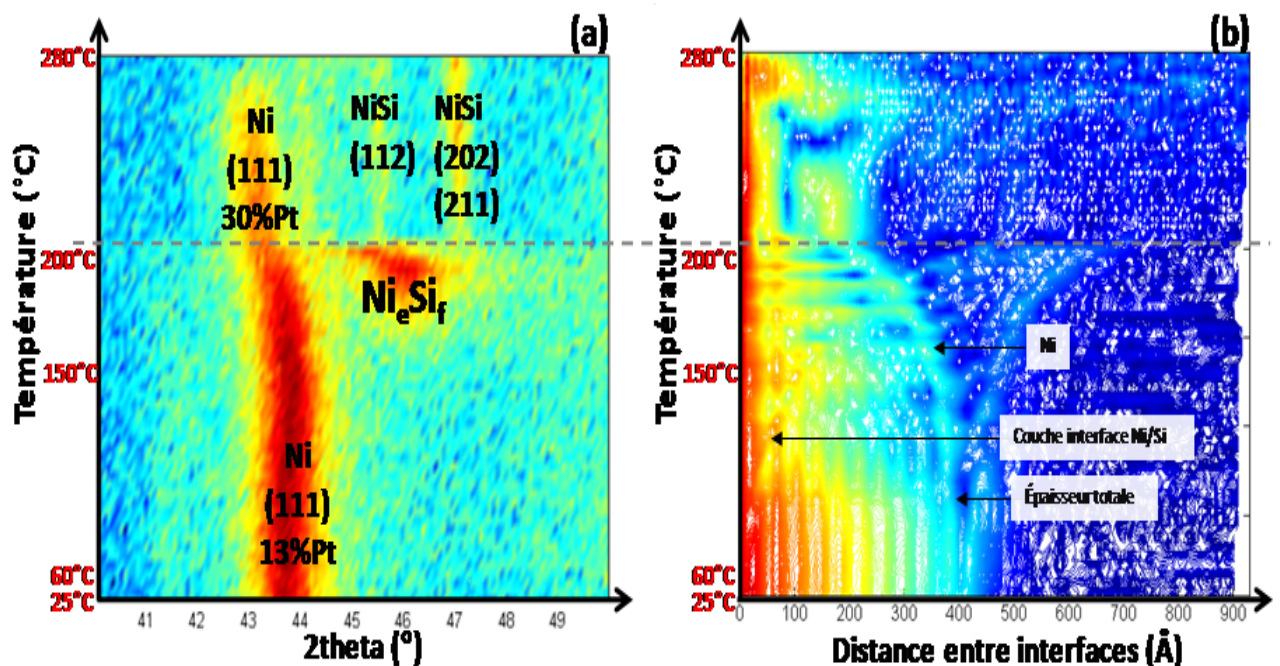 (a)
280°C
200°C
150°C
60°C
25°C
Température (°C)
Ni
(111)
30%Pt
NiSi
(112)
NiSi
(202)
(211)
NieSif
Ni
(111)
13%Pt
41 42 43 44 45 46 47 48 49
2theta (°)
(b)
280°C
200°C
150°C
60°C
25°C
Température (°C)
Ni
Couche interface Ni/Si
Épaisseur totale
0 100 200 300 400 500 600 700 800 900
Distance entre interfaces (Å)